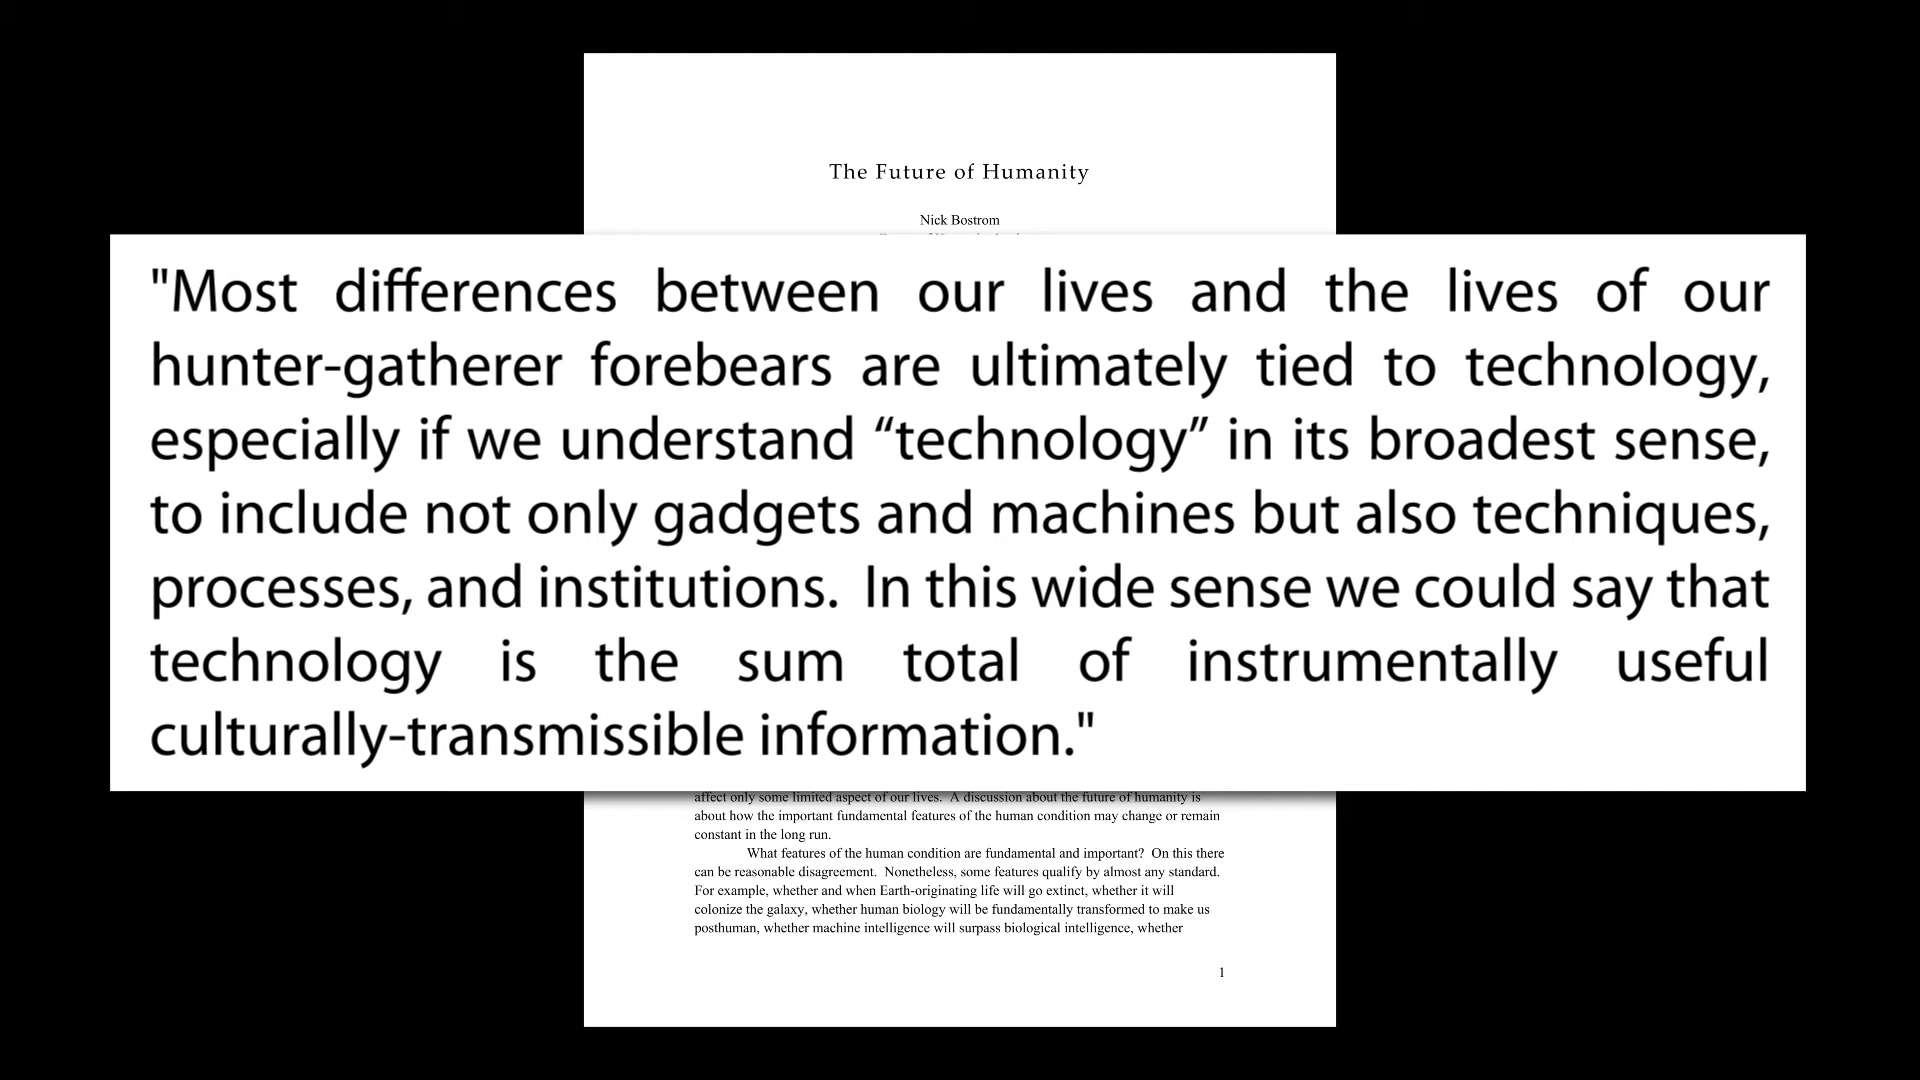 The Future of Humanity
Nick Bostrom
"Most differences between our lives and the lives of our
hunter-gatherer forebears are ultimately tied to technology,
especially if we understand “technology” in its broadest sense,
to include not only gadgets and machines but also techniques,
processes, and institutions.  In this wide sense we could say that
technology is the sum total of instrumentally useful
culturally-transmissible information."
affect only some limited aspect of our lives.  A discussion about the future of humanity is
about how the important fundamental features of the human condition may change or remain
constant in the long run.
What features of the human condition are fundamental and important?  On this there
can be reasonable disagreement.  Nonetheless, some features qualify by almost any standard.
For example, whether and when Earth-originating life will go extinct, whether it will
colonize the galaxy, whether human biology will be fundamentally transformed to make us
posthuman, whether machine intelligence will surpass biological intelligence, whether
1